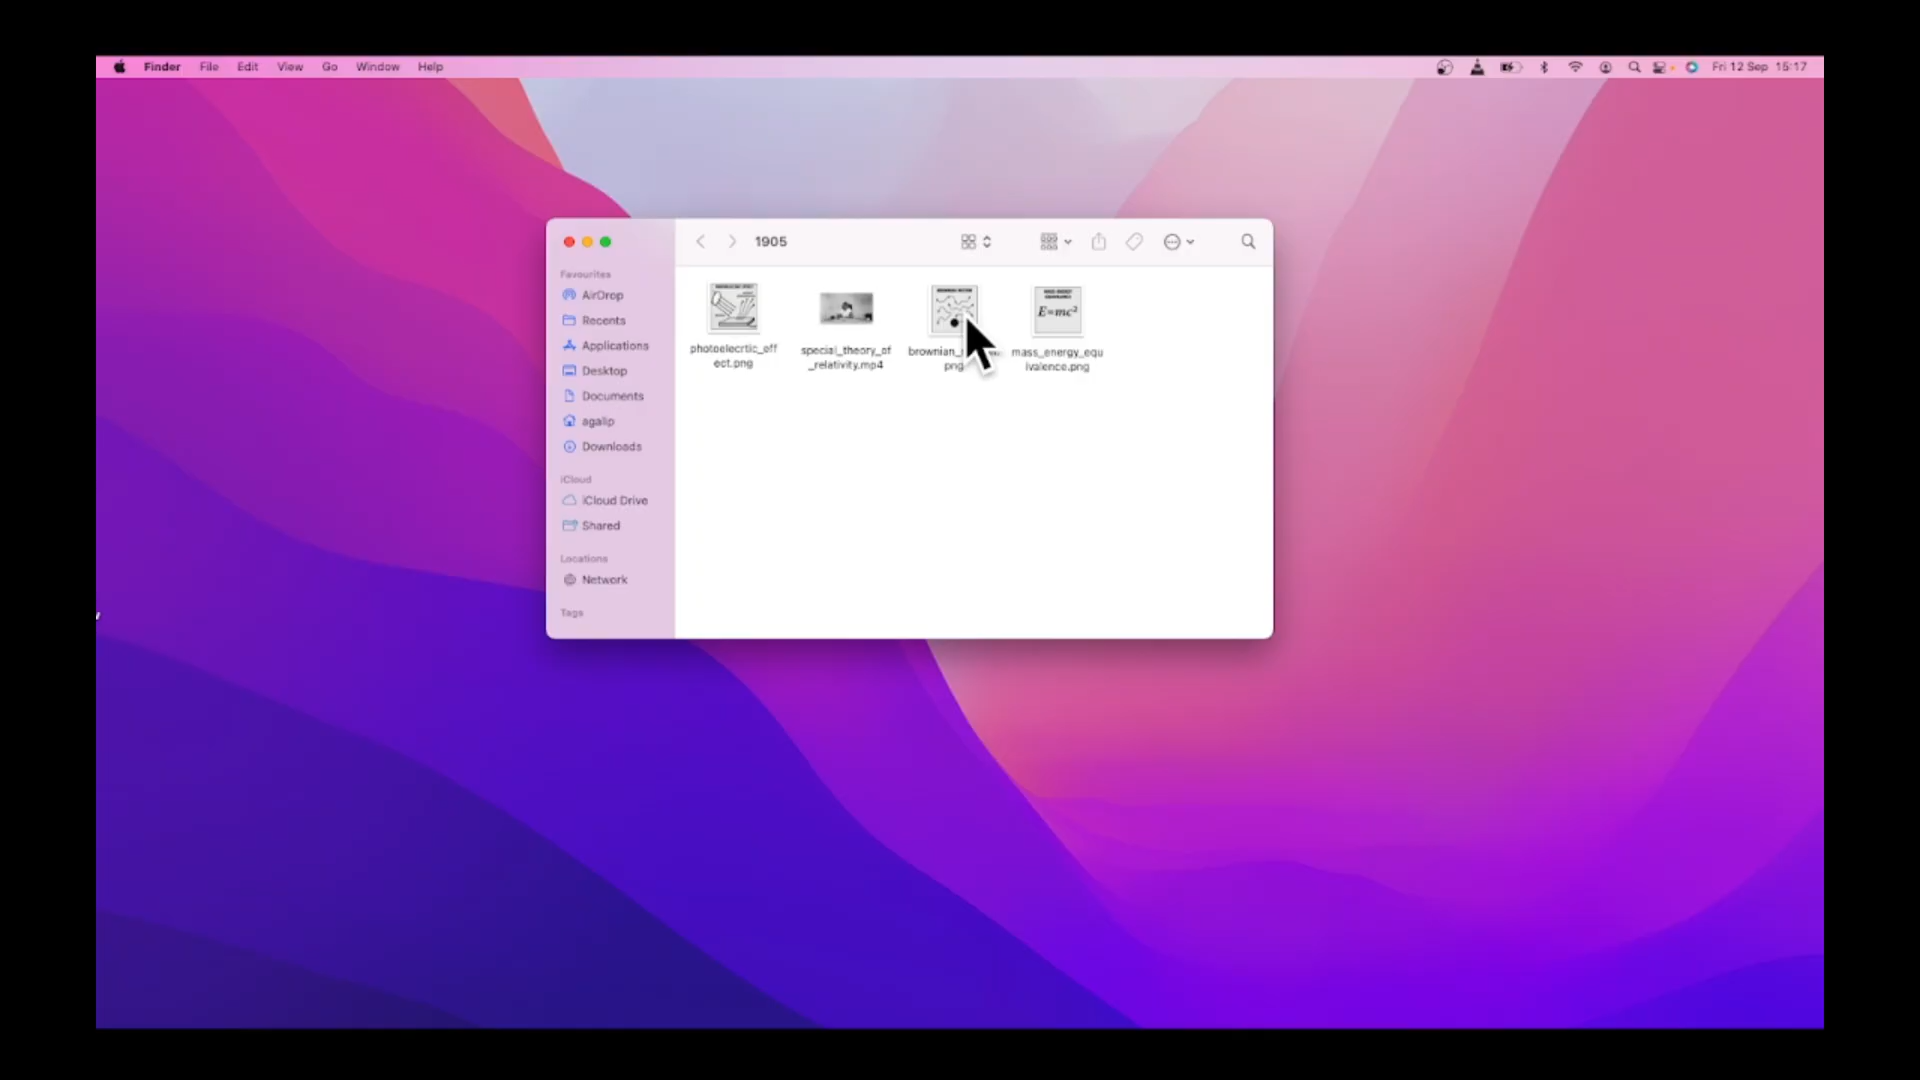 Finder File Edit View Go Window Help
Fri 12 Sep 15:17
1905
Favourites
AirDrop
Recents
Applications
Desktop
Documents
agalip
Downloads
iCloud
iCloud Drive
Shared
Locations
Network
Tags
photoelecrtic_eff
ect.png
special_theory_of
_relativity.mp4
brownian_
png
E=mc²
mass_energy_equ
ivalence.png